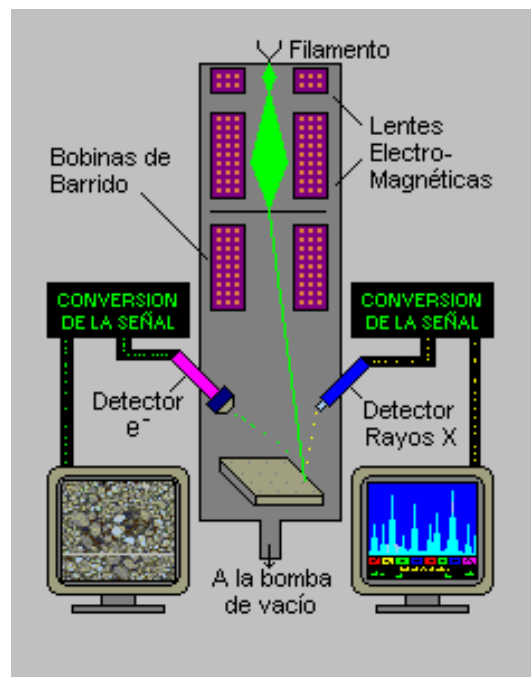 Filamento
Lentes
Electro-
Magnéticas
Bobinas de
Barrido
CONVERSION
DE LA SEÑAL
CONVERSION
DE LA SEÑAL
Detector
e-
Detector
Rayos X
A la bomba
de vacío